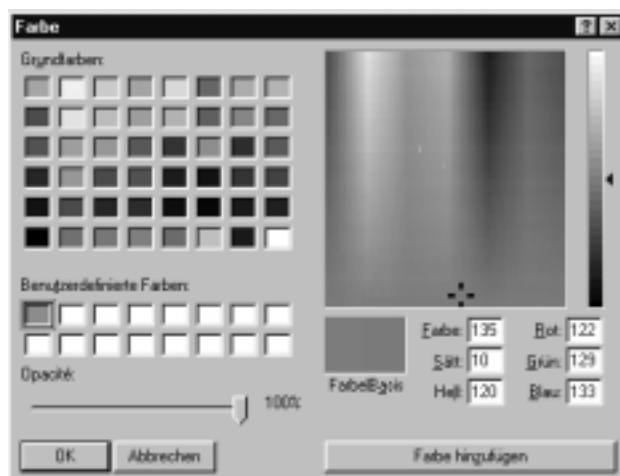 Farbe
Grundfarben:
Benutzerdefinierte Farben:
Opacité:
100%
OK Abbrechen
Farbe|Basis
Farbe: 135 Rot: 122
Sätt: 10 Grün: 129
Hell: 120 Blau: 133
Farbe hinzufügen